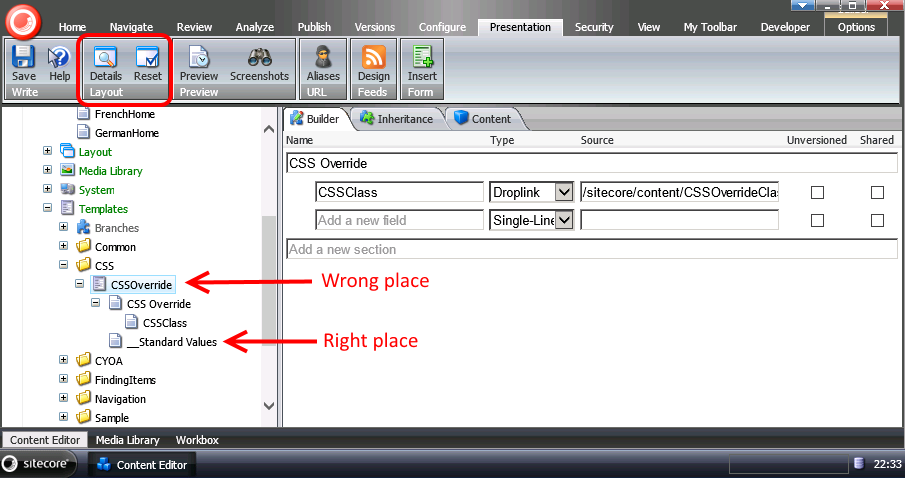 Home Navigate Review Analyze Publish Versions Configure Presentation Security View My Toolbar Developer Options
Save Help Details Reset Preview Screenshots Aliases Design Insert
Write Layout Preview URL Feeds Form
FrenchHome
GermanHome
Layout
Media Library
System
Templates
Branches
Common
CSS
CSSOverride
CSS Override
CSSClass
__Standard Values
CYOA
FindingItems
Navigation
Sample
Builder Inheritance Content
Name Type Source Unversioned Shared
CSS Override
CSSClass Droplink /sitecore/content/CSSOverrideClas
Add a new field Single-Line
Add a new section
Wrong place
Right place
Content Editor Media Library Workbox
sitecore Content Editor 22:33